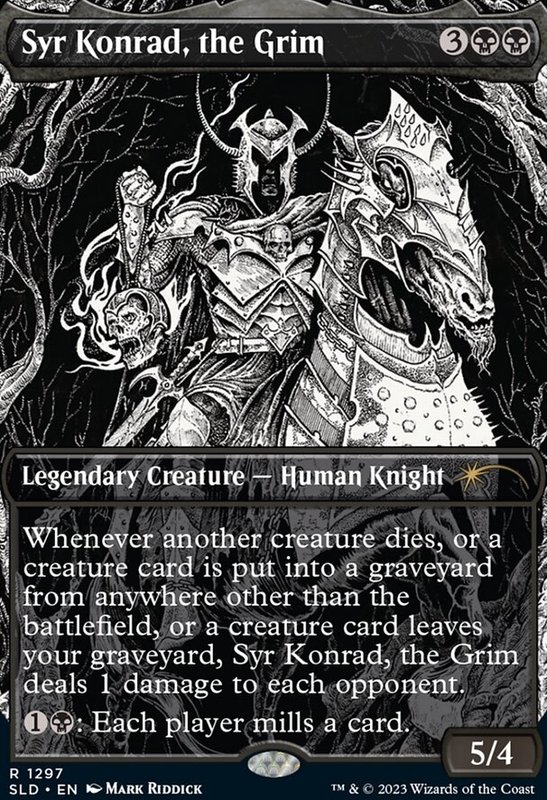 Syr Konrad, the Grim 3
Legendary Creature — Human Knight
Whenever another creature dies, or a
creature card is put into a graveyard
from anywhere other than the
battlefield, or a creature card leaves
your graveyard, Syr Konrad, the Grim
deals 1 damage to each opponent.
1: Each player mills a card.
5/4
R 1297
SLD • EN Mark Riddick
™ & © 2023 Wizards of the Coast